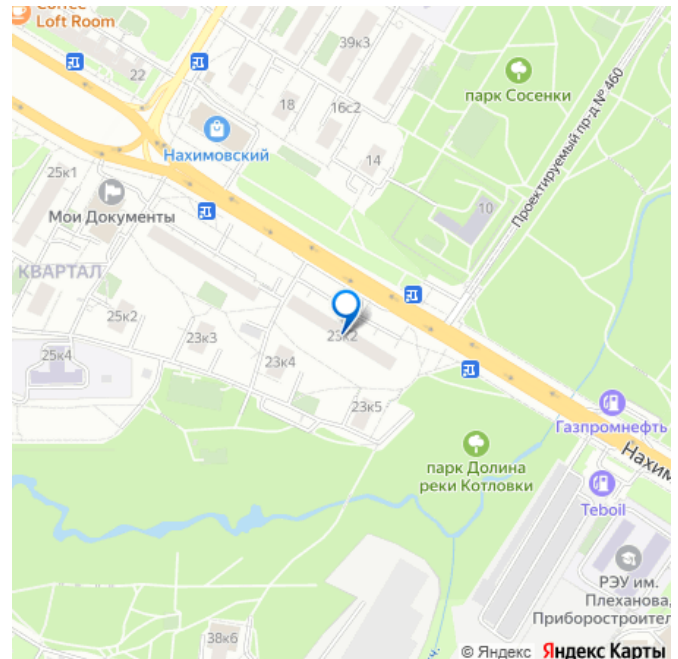 Coffee
Loft Room
39к3
22
18
16с2
парк Сосенки
Проектируемый пр-д № 460
Нахимовский
14
25к1
Мои Документы
10
КВАРТАЛ
25к2
23к3
23к2
25к4
23к4
23к5
Газпромнефть
парк Долина
реки Котловки
Teboil
РЭУ им.
Плеханова,
Приборостроител
38к6
© Яндекс Яндекс Карты